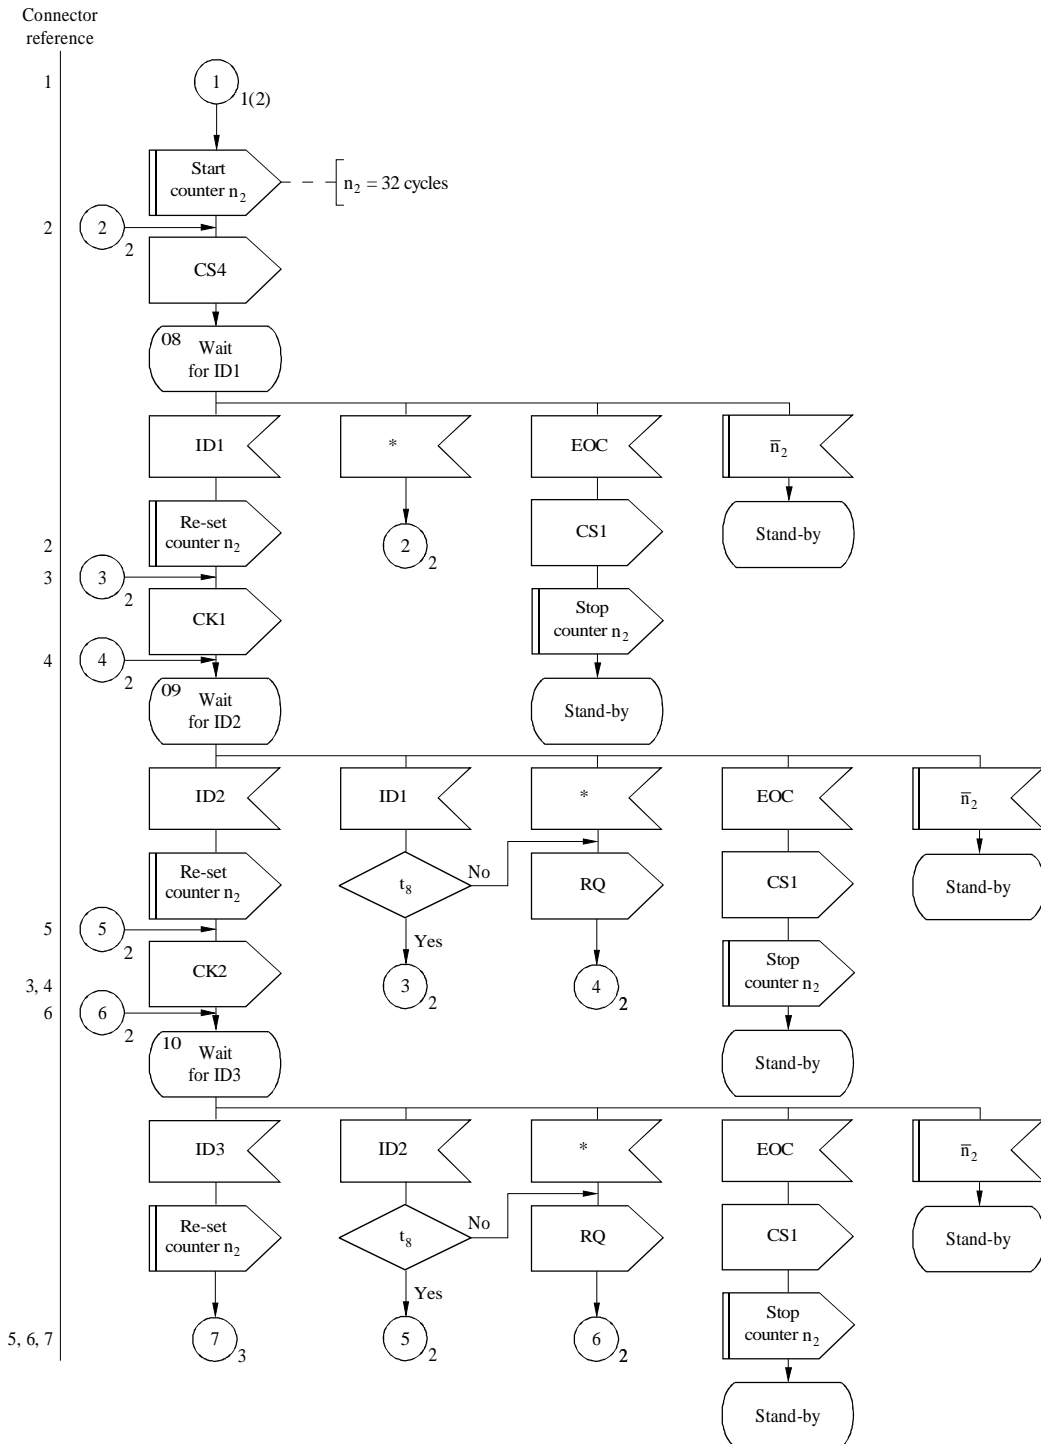 Connector
reference
1
1
1(2)
Start
counter n2
n2 = 32 cycles
2
2
2
CS4
08
Wait
for ID1
ID1
*
EOC
n̅2
Re-set
counter n2
2
2
CS1
Stand-by
2
3
3
2
CK1
Stop
counter n2
4
4
2
09
Wait
for ID2
Stand-by
ID2
ID1
*
EOC
n̅2
Re-set
counter n2
t8
No
RQ
CS1
Stand-by
Yes
5
5
2
CK2
3
2
4
2
Stop
counter n2
3, 4
6
6
2
10
Wait
for ID3
Stand-by
ID3
ID2
*
EOC
n̅2
Re-set
counter n2
t8
No
RQ
CS1
Stand-by
Yes
5, 6, 7
7
3
5
2
6
2
Stop
counter n2
Stand-by